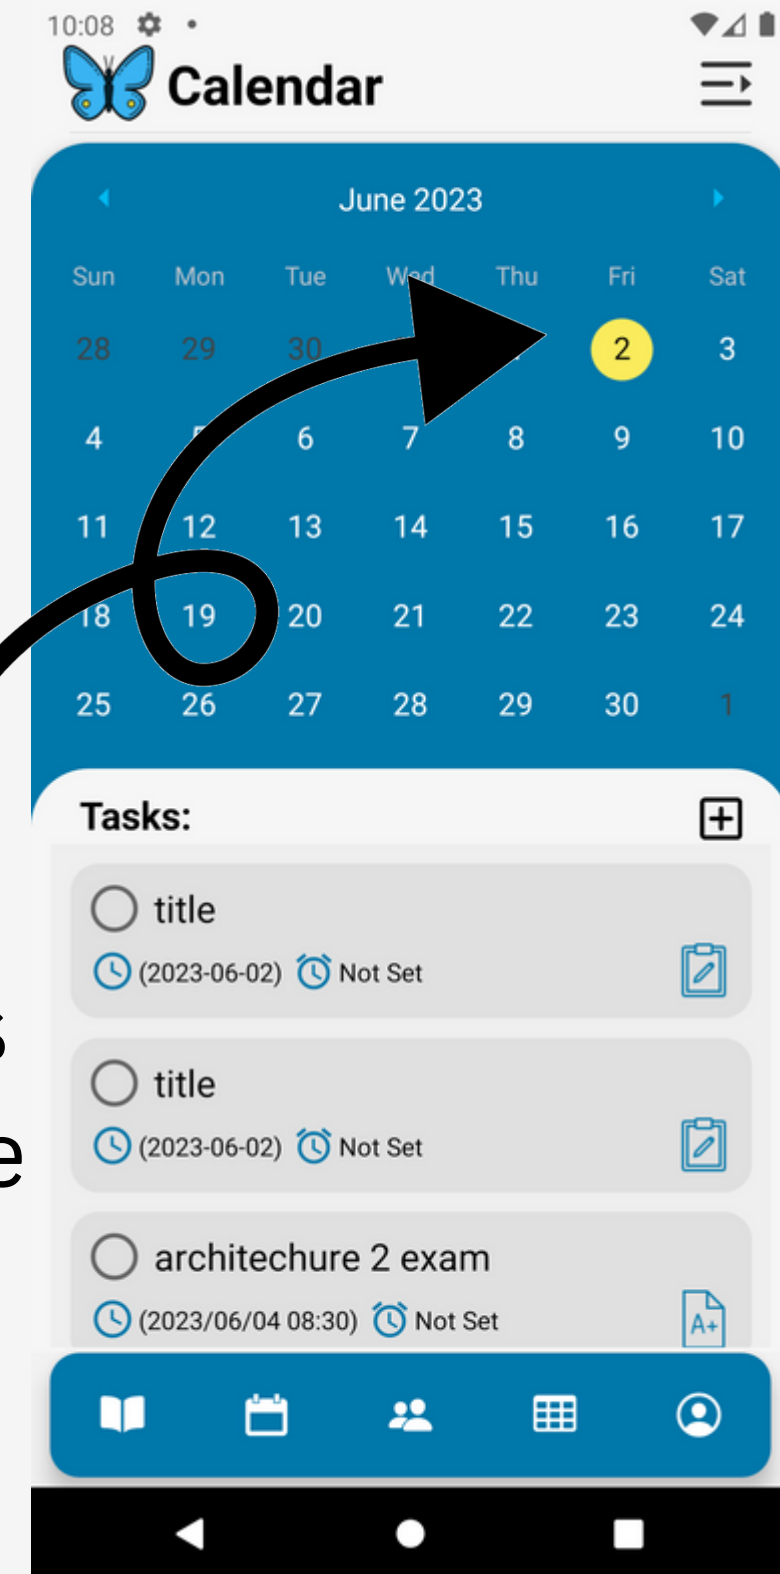 10:08
Calendar
June 2023
Sun Mon Tue Wed Thu Fri Sat
28 29 30 2 3
4 6 7 8 9 10
11 12 13 14 15 16 17
18 19 20 21 22 23 24
25 26 27 28 29 30 1
Tasks:
title
(2023-06-02) Not Set
s
title
e
(2023-06-02) Not Set
architechure 2 exam
(2023/06/04 08:30) Not Set
A+